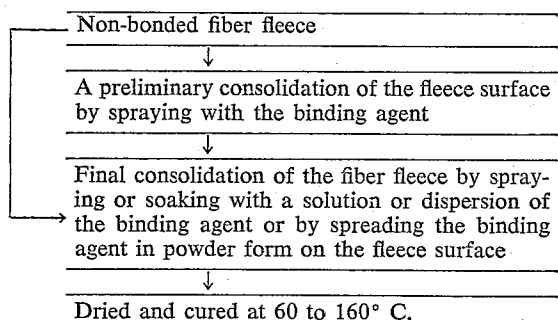 Non-bonded fiber fleece
A preliminary consolidation of the fleece surface
by spraying with the binding agent
Final consolidation of the fiber fleece by spray-
ing or soaking with a solution or dispersion of
the binding agent or by spreading the binding
agent in powder form on the fleece surface
Dried and cured at 60 to 160° C.